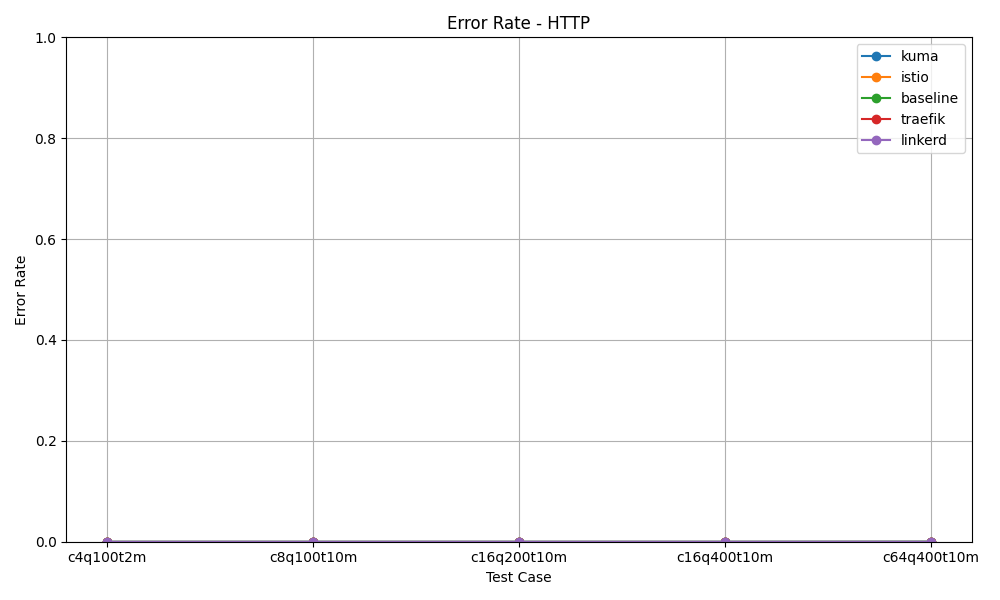 Error Rate - HTTP
1.0
0.8
0.6
0.4
0.2
0.0
Error Rate
kuma
istio
baseline
traefik
linkerd
c4q100t2m
c8q100t10m
c16q200t10m
c16q400t10m
c64q400t10m
Test Case